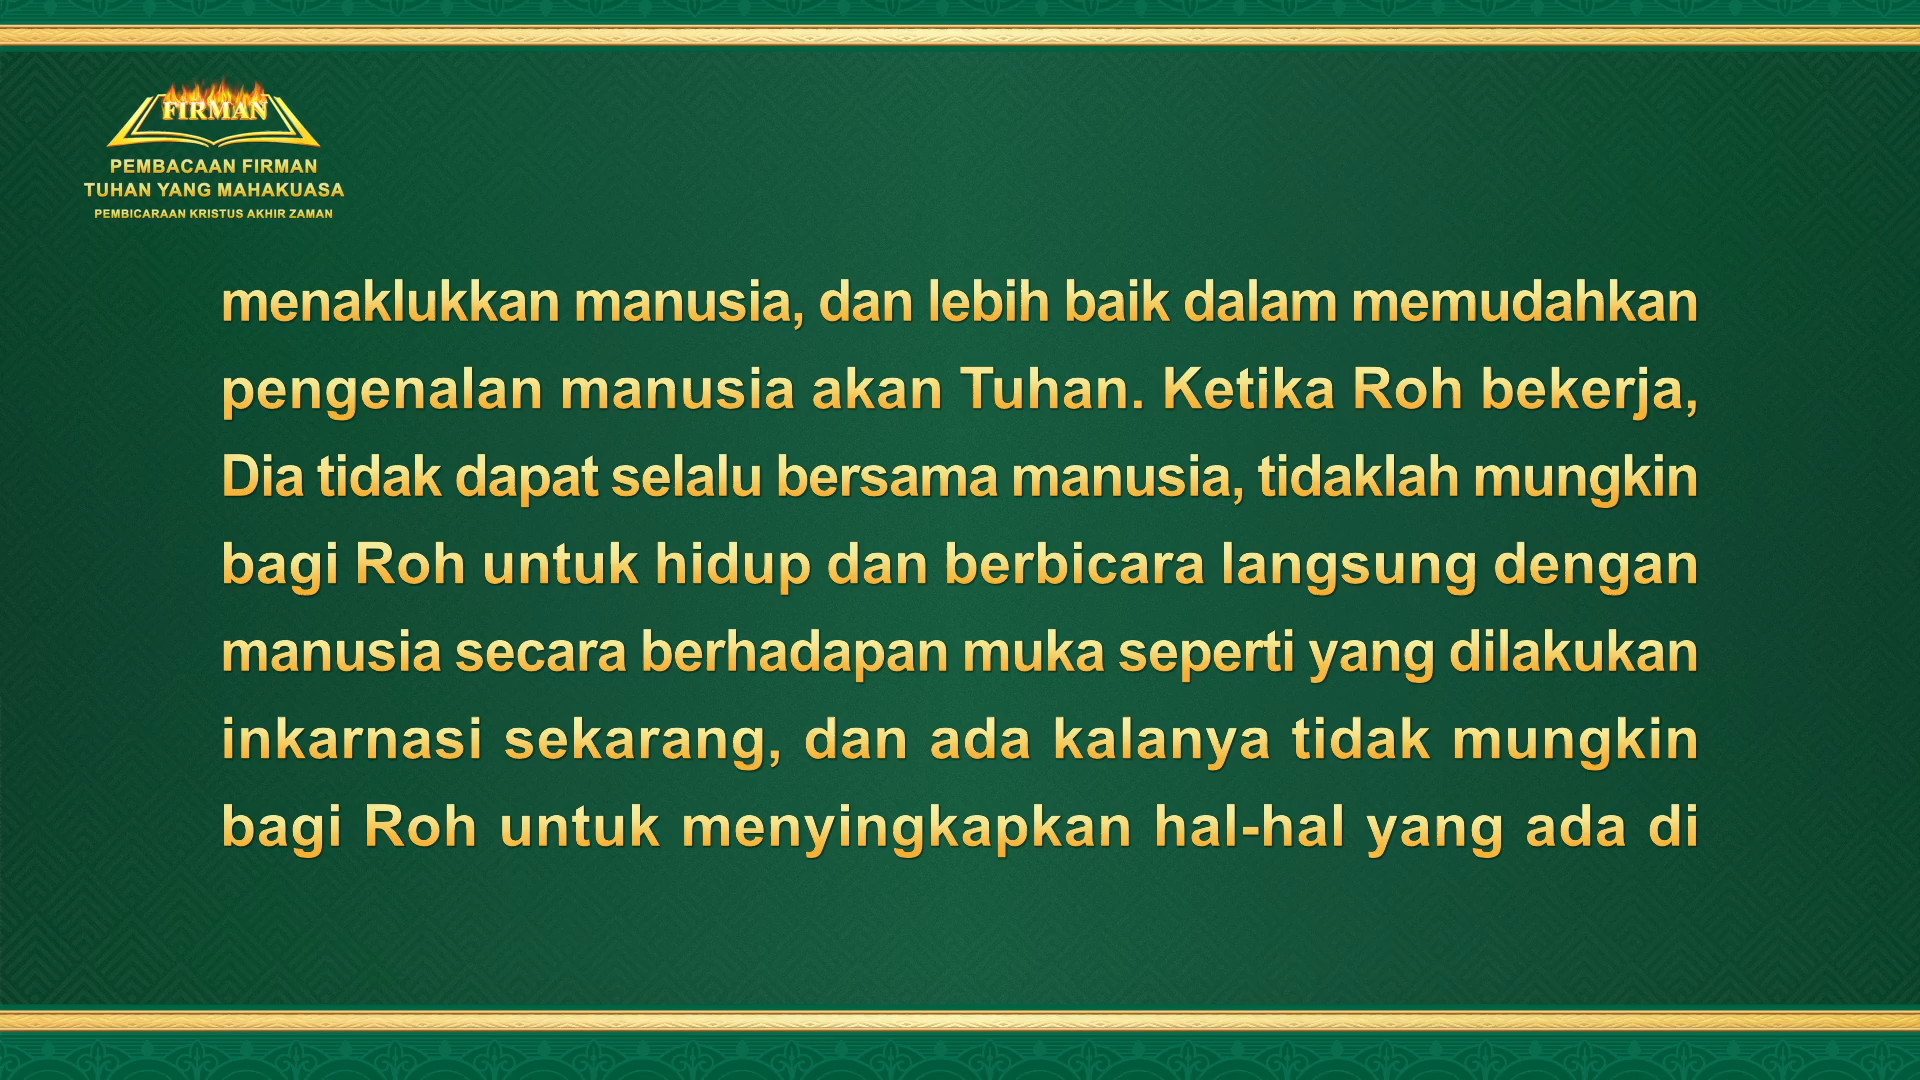 FIRMAN
PEMBACAAN FIRMAN
TUHAN YANG MAHAKUASA
PEMBICARAAN KRISTUS AKHIR ZAMAN
menaklukkan manusia, dan lebih baik dalam memudahkan
pengenalan manusia akan Tuhan. Ketika Roh bekerja,
Dia tidak dapat selalu bersama manusia, tidaklah mungkin
bagi Roh untuk hidup dan berbicara langsung dengan
manusia secara berhadapan muka seperti yang dilakukan
inkarnasi sekarang, dan ada kalanya tidak mungkin
bagi Roh untuk menyingkapkan hal-hal yang ada di